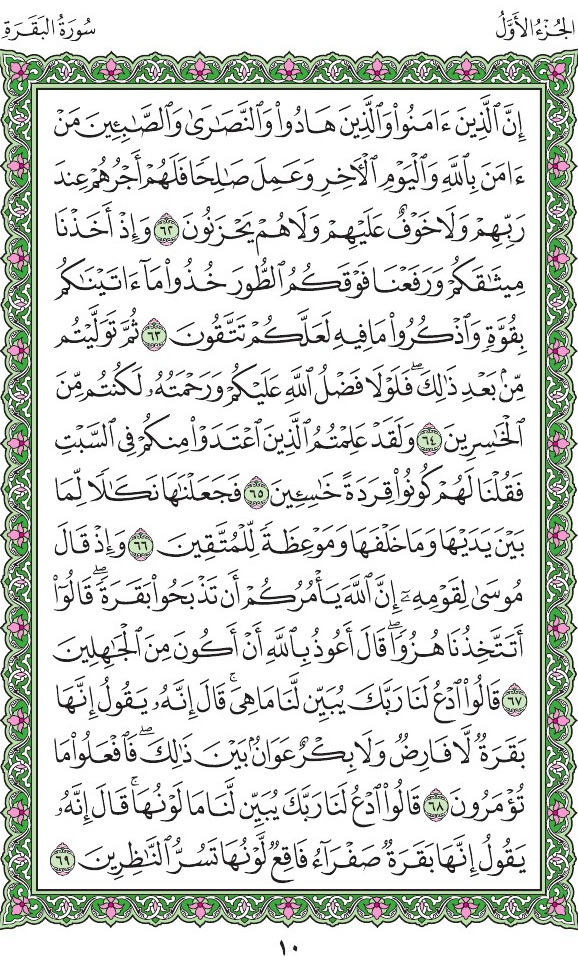 الجُزْءُ الأَوَّلُ
سُورَةُ البَقَرَةِ
إِنَّ ٱلَّذِينَ ءَامَنُوا۟ وَٱلَّذِينَ هَادُوا۟ وَٱلنَّصَـٰرَىٰ وَٱلصَّـٰبِـِٔينَ مَنْ
ءَامَنَ بِٱللَّهِ وَٱلْيَوْمِ ٱلْـَٔاخِرِ وَعَمِلَ صَـٰلِحًا فَلَهُمْ أَجْرُهُمْ عِندَ
رَبِّهِمْ وَلَا خَوْفٌ عَلَيْهِمْ وَلَا هُمْ يَحْزَنُونَ ٦٢ وَإِذْ أَخَذْنَا
مِيثَـٰقَكُمْ وَرَفَعْنَا فَوْقَكُمُ ٱلطُّورَ خُذُوا۟ مَآ ءَاتَيْنَـٰكُم
بِقُوَّةٍ وَٱذْكُرُوا۟ مَا فِيهِ لَعَلَّكُمْ تَتَّقُونَ ٦٣ ثُمَّ تَوَلَّيْتُم
مِّنۢ بَعْدِ ذَٰلِكَ ۖ فَلَوْلَا فَضْلُ ٱللَّهِ عَلَيْكُمْ وَرَحْمَتُهُۥ لَكُنتُم مِّنَ
ٱلْخَـٰسِرِينَ ٦٤ وَلَقَدْ عَلِمْتُمُ ٱلَّذِينَ ٱعْتَدَوْا۟ مِنكُمْ فِى ٱلسَّبْتِ
فَقُلْنَا لَهُمْ كُونُوا۟ قِرَدَةً خَـٰسِـِٔينَ ٦٥ فَجَعَلْنَـٰهَا نَكَـٰلًا لِّمَا
بَيْنَ يَدَيْهَا وَمَا خَلْفَهَا وَمَوْعِظَةً لِّلْمُتَّقِينَ ٦٦ وَإِذْ قَالَ
مُوسَىٰ لِقَوْمِهِۦٓ إِنَّ ٱللَّهَ يَأْمُرُكُمْ أَن تَذْبَحُوا۟ بَقَرَةً ۖ قَالُوٓا۟
أَتَتَّخِذُنَا هُزُوًا ۖ قَالَ أَعُوذُ بِٱللَّهِ أَنْ أَكُونَ مِنَ ٱلْجَـٰهِلِينَ
٦٧ قَالُوا۟ ٱدْعُ لَنَا رَبَّكَ يُبَيِّن لَّنَا مَا هِىَ ۚ قَالَ إِنَّهُۥ يَقُولُ إِنَّهَا
بَقَرَةٌ لَّا فَارِضٌ وَلَا بِكْرٌ عَوَانٌۢ بَيْنَ ذَٰلِكَ ۖ فَٱفْعَلُوا۟ مَا
تُؤْمَرُونَ ٦٨ قَالُوا۟ ٱدْعُ لَنَا رَبَّكَ يُبَيِّن لَّنَا مَا لَوْنُهَا ۚ قَالَ إِنَّهُۥ
يَقُولُ إِنَّهَا بَقَرَةٌ صَفْرَآءُ فَاقِعٌ لَّوْنُهَا تَسُرُّ ٱلنَّـٰظِرِينَ ٦٩
١٠